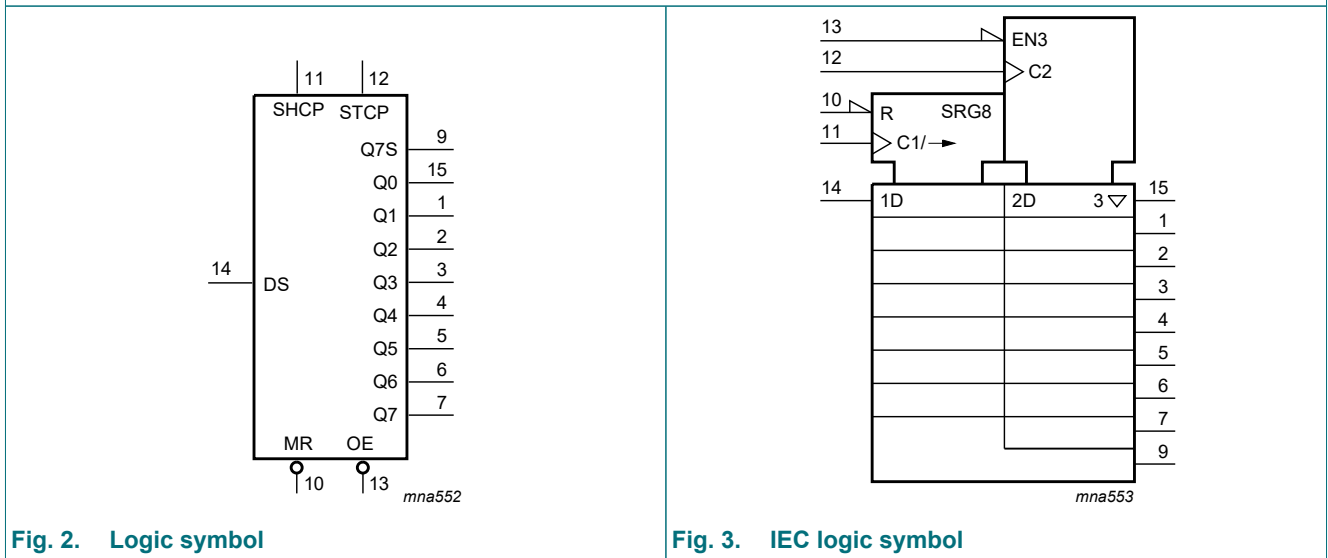 11 12
SHCP STCP
Q7S 9
Q0 15
Q1 1
Q2 2
14 DS Q3 3
Q4 4
Q5 5
Q6 6
Q7 7
MR OE
10 13
mna552
Fig. 2. Logic symbol
13 EN3
12 C2
10 R SRG8
11 C1/→
14 1D 2D 3 ▽ 15
1
2
3
4
5
6
7
9
mna553
Fig. 3. IEC logic symbol